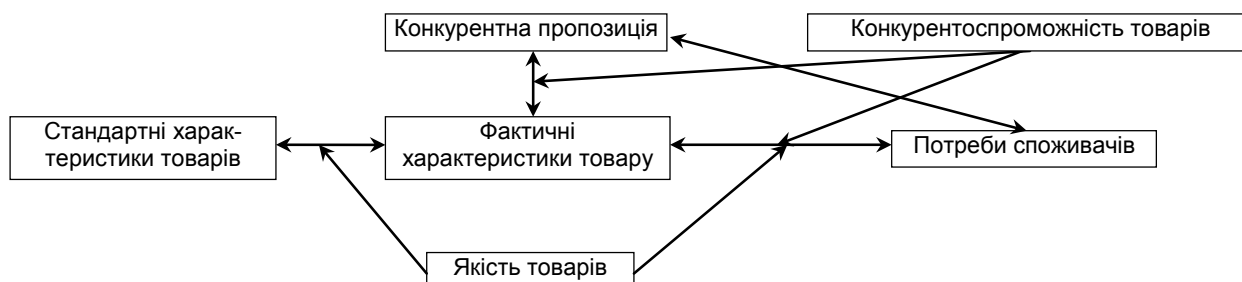 Конкурентна пропозиція
Конкурентоспроможність товарів
Стандартні харак-
теристики товарів
Фактичні
характеристики товару
Потреби споживачів
Якість товарів